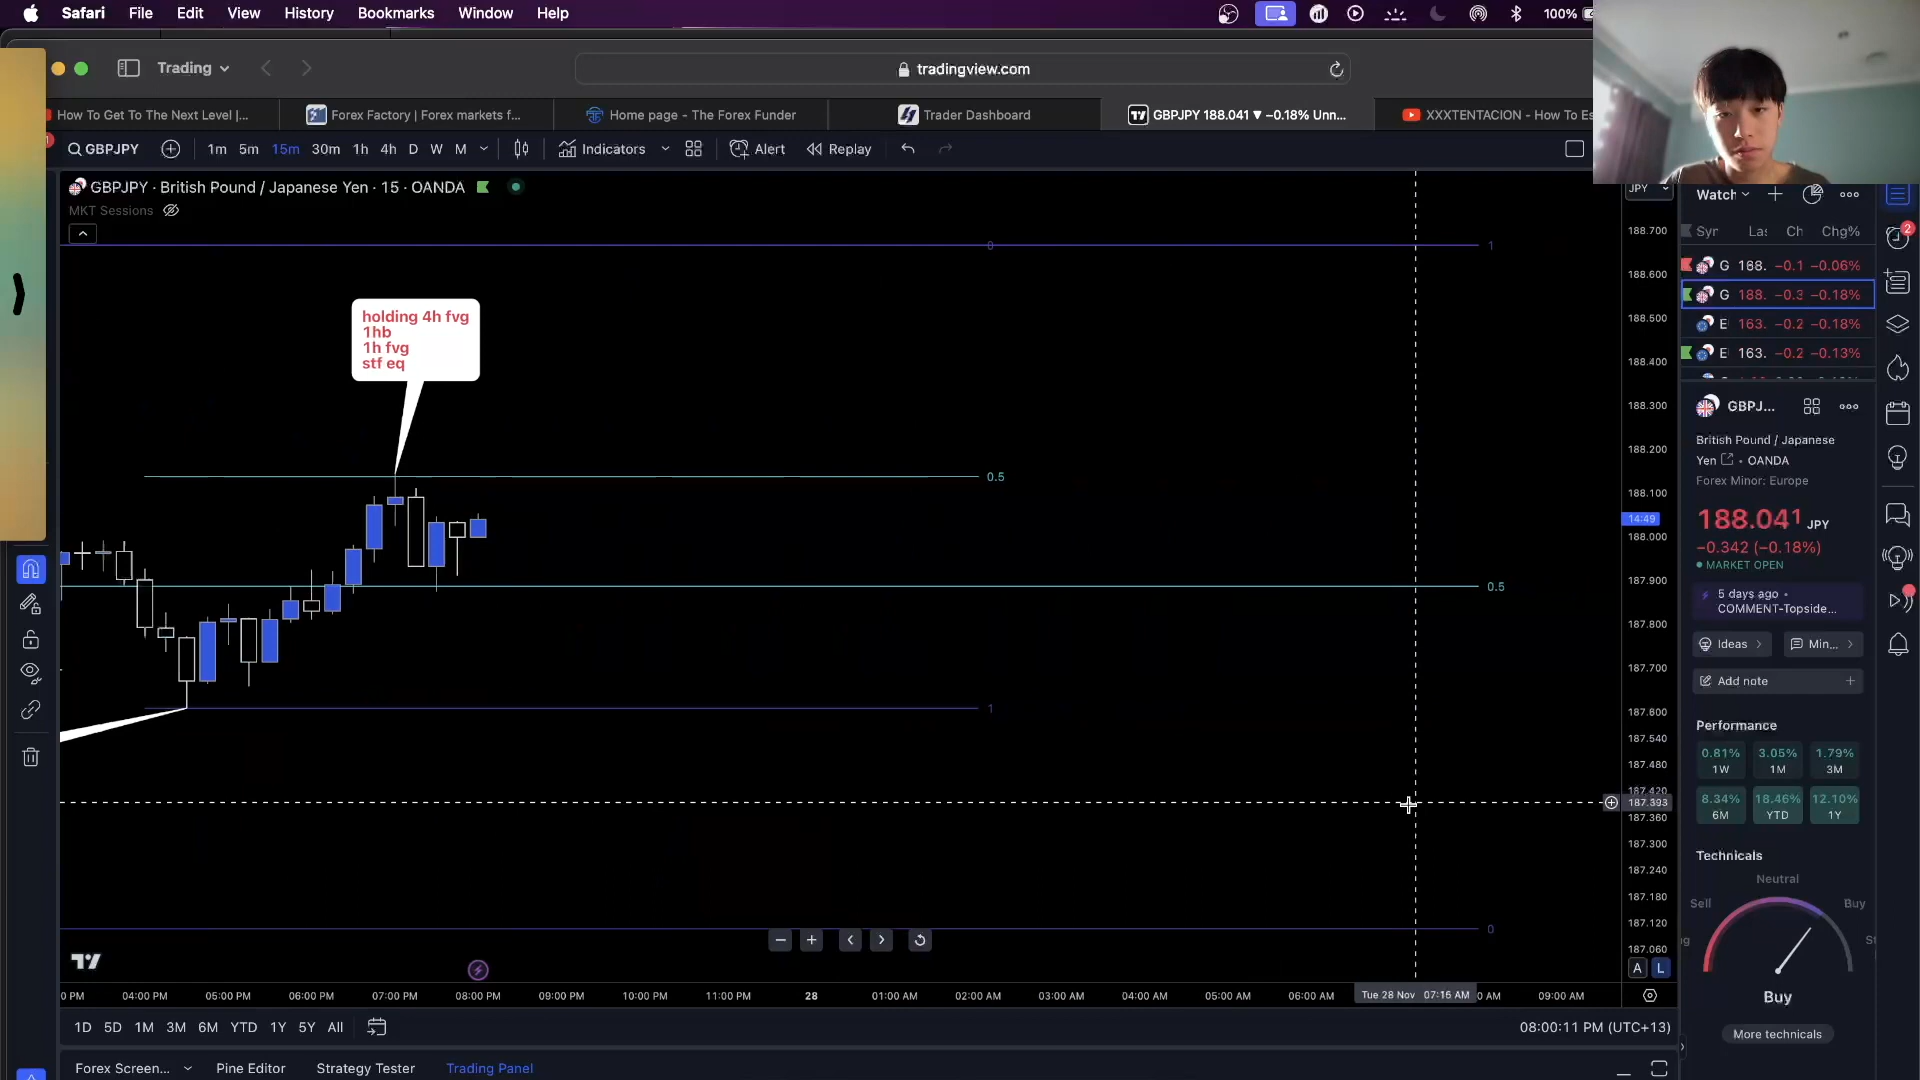 Safari File Edit View History Bookmarks Window Help
100%
Trading
tradingview.com
How To Get To The Next Level |...
Forex Factory | Forex markets f...
Home page - The Forex Funder
Trader Dashboard
GBPJPY 188.041 ▼ −0.18% Unn...
XXXTENTACION - How To Es
GBPJPY 1m 5m 15m 30m 1h 4h D W M Indicators Alert Replay
GBPJPY · British Pound / Japanese Yen · 15 · OANDA
MKT Sessions
holding 4h fvg
1hb
1h fvg
stf eq
0
1
0.5
0.5
1
0
JPY
188.700
188.600
188.500
188.400
188.300
188.200
188.100
14:49
188.000
187.900
187.800
187.700
187.600
187.540
187.480
187.420
187.393
187.360
187.300
187.240
187.180
187.120
187.060
A L
04:00 PM 05:00 PM 06:00 PM 07:00 PM 08:00 PM 09:00 PM 10:00 PM 11:00 PM 28 01:00 AM 02:00 AM 03:00 AM 04:00 AM 05:00 AM 06:00 AM Tue 28 Nov 07:16 AM 09:00 AM
1D 5D 1M 3M 6M YTD 1Y 5Y All
08:00:11 PM (UTC+13)
Forex Screen... Pine Editor Strategy Tester Trading Panel
Watch
Chg%
G 188. −0.1 −0.06%
G 188. −0.3 −0.18%
E 163. −0.2 −0.18%
E 163. −0.2 −0.13%
2
GBPJ...
British Pound / Japanese
Yen • OANDA
Forex Minor: Europe
188.041 JPY
−0.342 (−0.18%)
MARKET OPEN
5 days ago •
COMMENT-Topside...
Ideas
Min...
Add note
Performance
0.81% 3.05% 1.79%
1W 1M 3M
8.34% 18.46% 12.10%
6M YTD 1Y
Technicals
Neutral
Sell Buy
Buy
More technicals